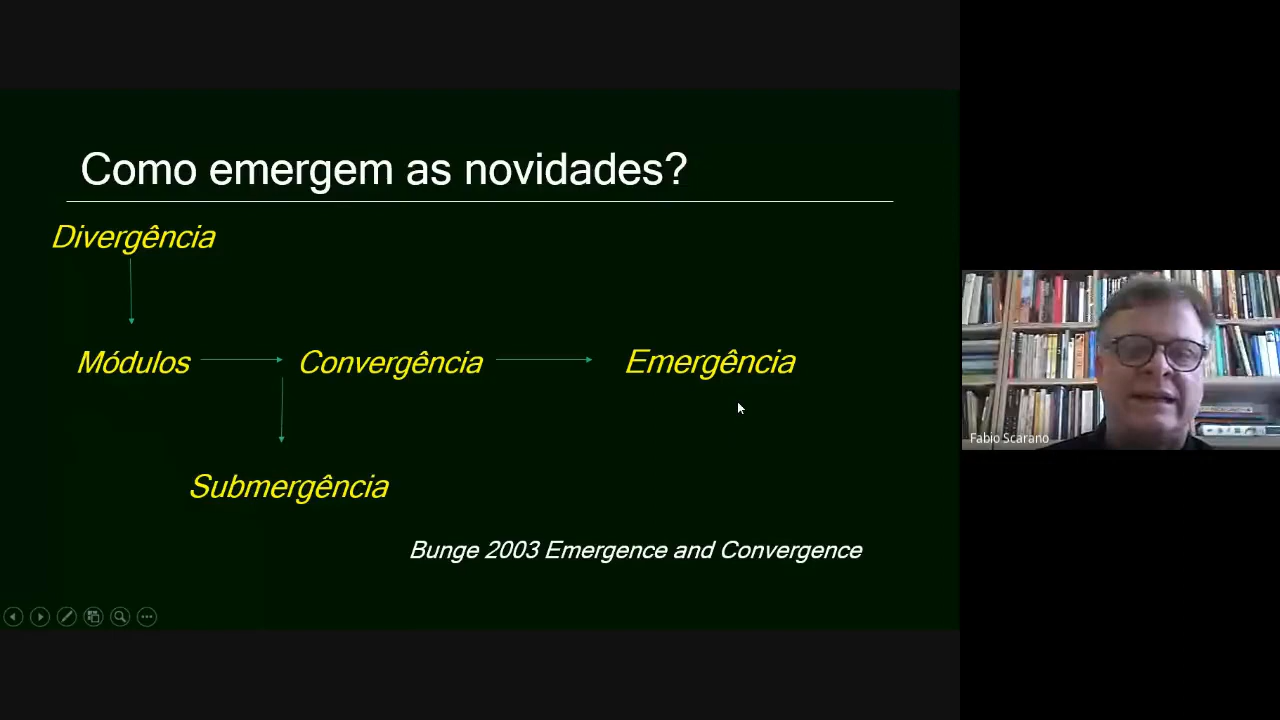 Como emergem as novidades?
Divergência
Módulos
Convergência
Emergência
Submergência
Bunge 2003 Emergence and Convergence
Fabio Scarano